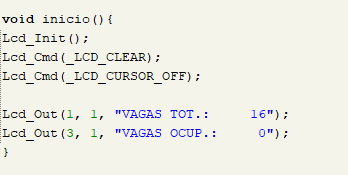 void inicio(){
Lcd_Init();
Lcd_Cmd(_LCD_CLEAR);
Lcd_Cmd(_LCD_CURSOR_OFF);
Lcd_Out(1, 1, "VAGAS TOT.:     16");
Lcd_Out(3, 1, "VAGAS OCUP.:     0");
}